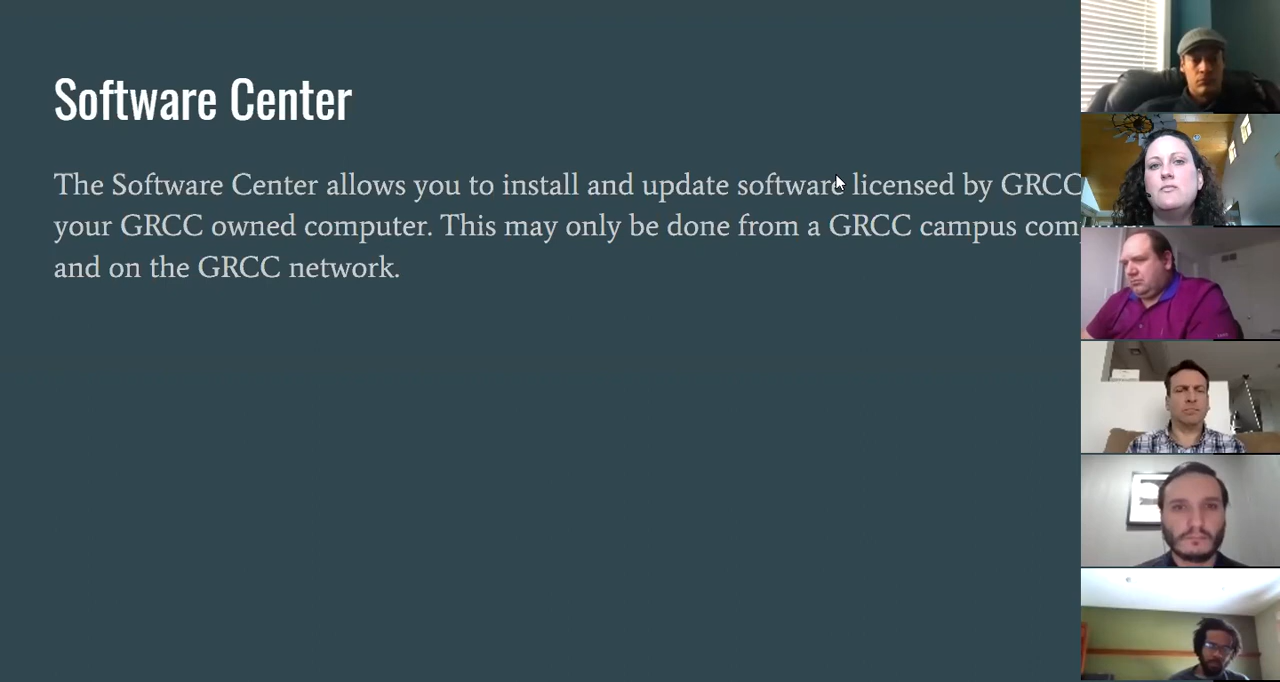 Software Center
The Software Center allows you to install and update software licensed by GRCC
your GRCC owned computer. This may only be done from a GRCC campus com
and on the GRCC network.